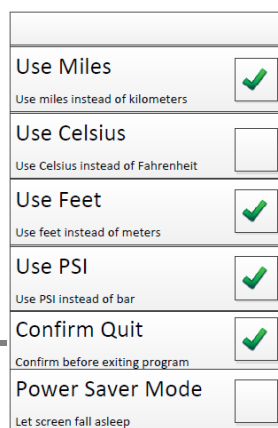 Use Miles
Use miles instead of kilometers
Use Celsius
Use Celsius instead of Fahrenheit
Use Feet
Use feet instead of meters
Use PSI
Use PSI instead of bar
Confirm Quit
Confirm before exiting program
Power Saver Mode
Let screen fall asleep